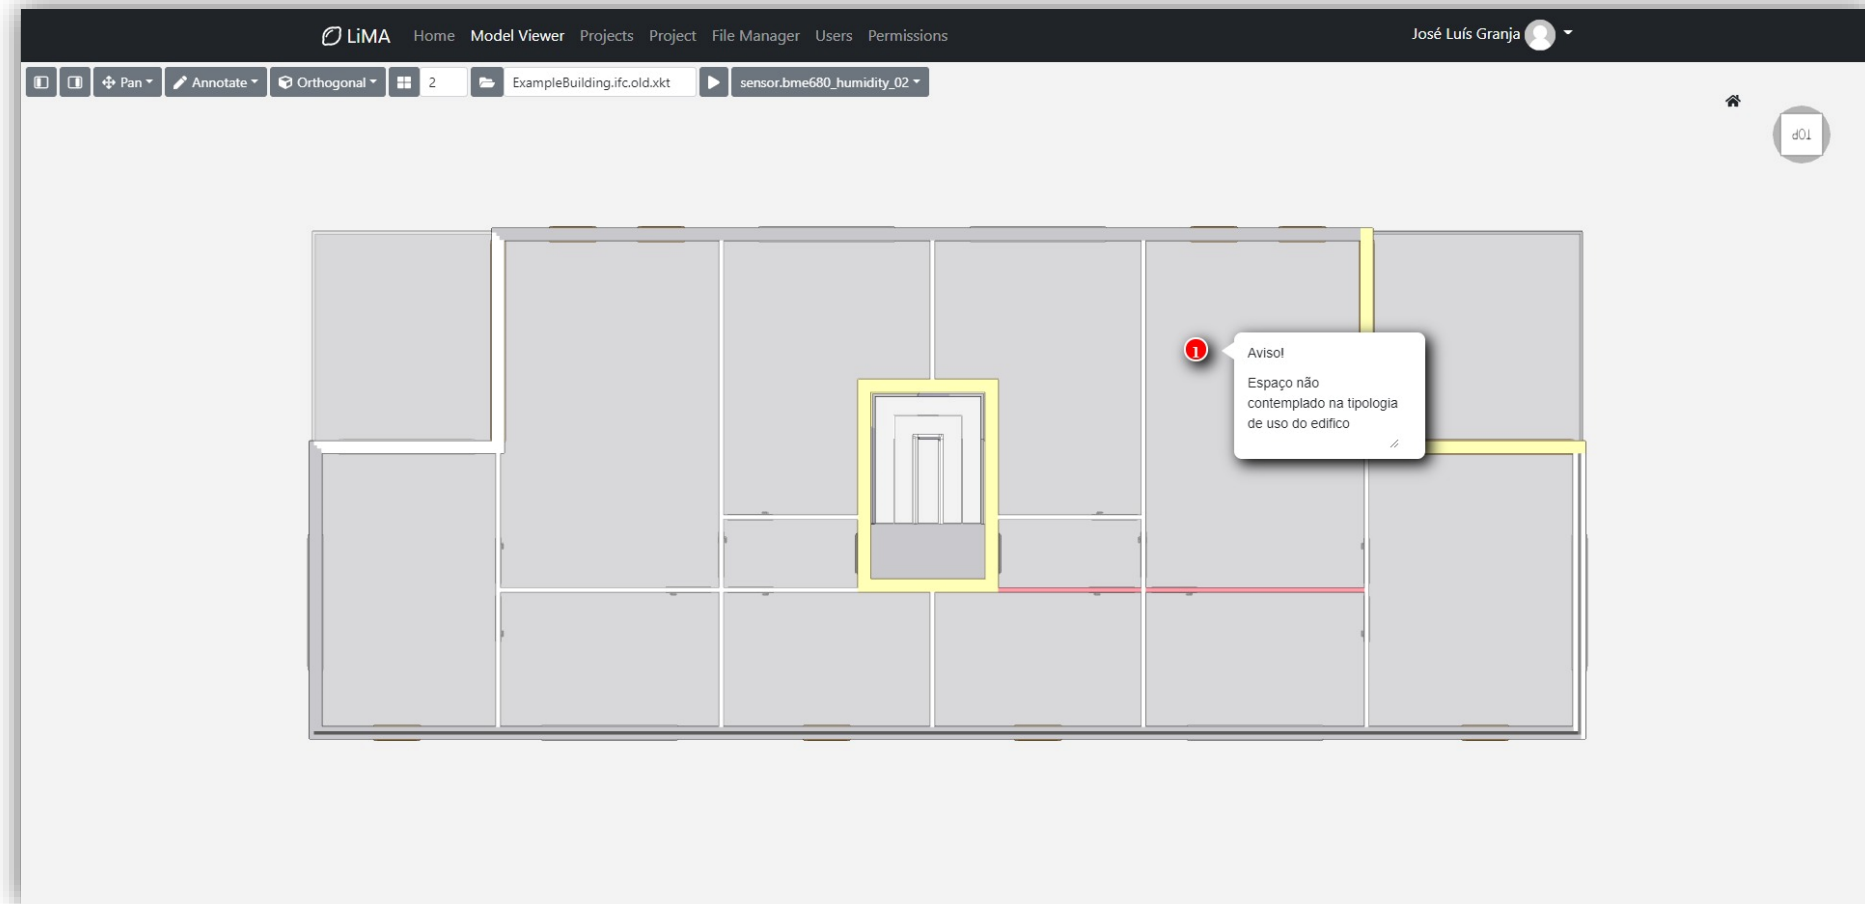 LiMA Home Model Viewer Projects Project File Manager Users Permissions José Luís Granja
Pan Annotate Orthogonal 2 ExampleBuilding.ifc.old.xkt sensor.bme680_humidity_02
TOP
1
Aviso!
Espaço não
contemplado na tipologia
de uso do edifico